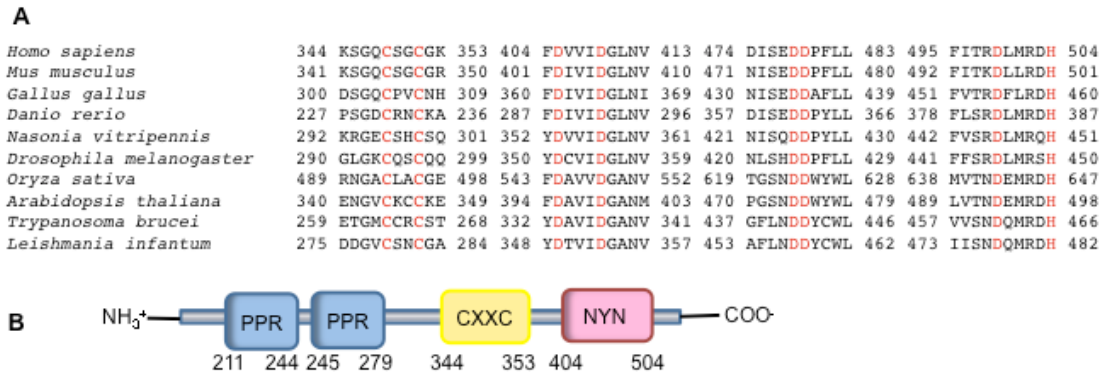 A
Homo sapiens 344 KSGQCSGCGK 353 404 FDVVIDGLNV 413 474 DISEDDPFLL 483 495 FITRDLMRDH 504
Mus musculus 341 KSGQCSGCGR 350 401 FDIVIDGLNV 410 471 NISEDDPFLL 480 492 FITKDLLRDH 501
Gallus gallus 300 DSGQCPVCNH 309 360 FDIVIDGLNI 369 430 NISEDDAFLL 439 451 FVTRDFLRDH 460
Danio rerio 227 PSGDCRNCKA 236 287 FDIVIDGLNV 296 357 DISEDDPYLL 366 378 FLSRDLMRDH 387
Nasonia vitripennis 292 KRGECSHCSQ 301 352 YDVVIDGLNV 361 421 NISQDDPYLL 430 442 FVSRDLMRQH 451
Drosophila melanogaster 290 GLGKCQSCQQ 299 350 YDCVIDGLNV 359 420 NLSHDDPFLL 429 441 FFSRDLMRSH 450
Oryza sativa 489 RNGACLACGE 498 543 FDAVVDGANV 552 619 TGSNDDWYWL 628 638 MVTNDEMRDH 647
Arabidopsis thaliana 340 ENGVCKCCKE 349 394 FDAVIDGANM 403 470 PGSNDDWYWL 479 489 LVTNDEMRDH 498
Trypanosoma brucei 259 ETGMCCRCST 268 332 YDAVIDGANV 341 437 GFLNDDYCWL 446 457 VVSNDQMRDH 466
Leishmania infantum 275 DDGVCSNCGA 284 348 YDTVIDGANV 357 453 AFLNDDYCWL 462 473 IISNDQMRDH 482
B NH3+ PPR PPR CXXC NYN COO-
211 244 245 279 344 353 404 504